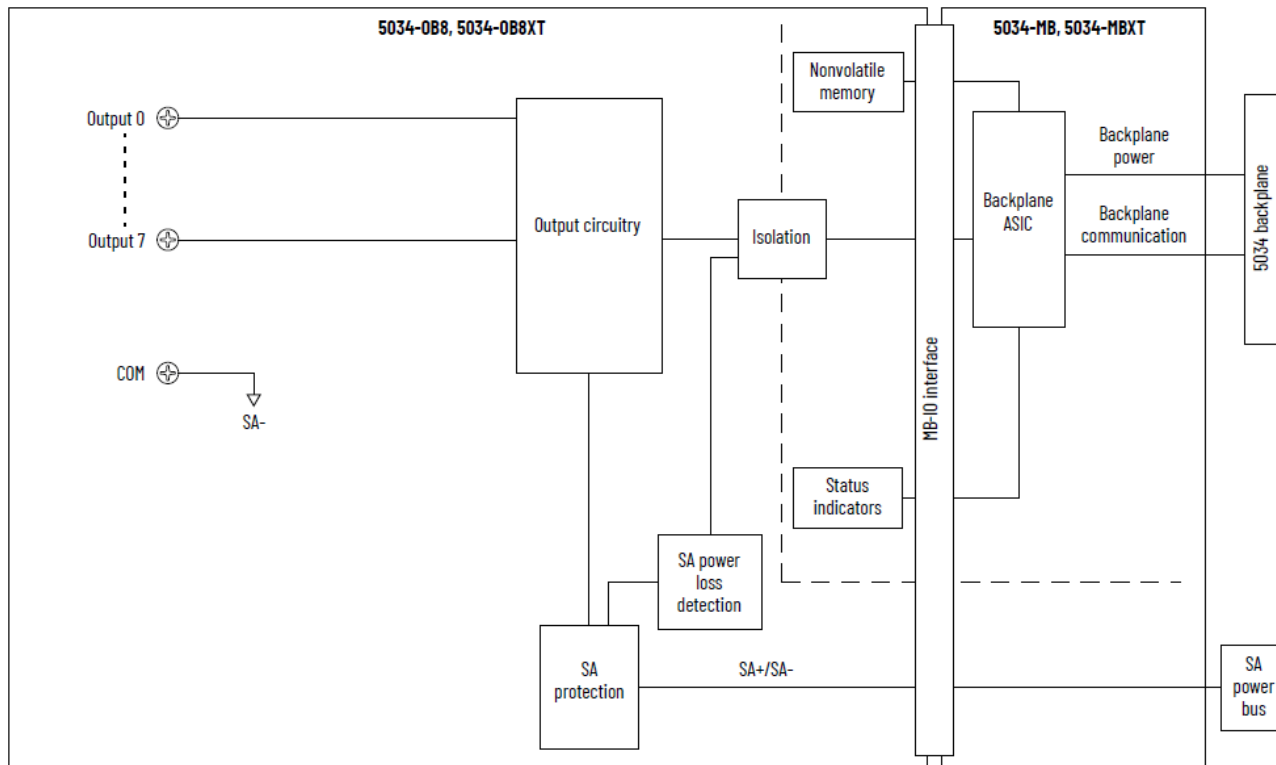 5034-OB8, 5034-OB8XT
5034-MB, 5034-MBXT
Nonvolatile
memory
Output 0
Backplane
power
Output circuitry
Backplane
ASIC
Isolation
Output 7
Backplane
communication
5034 backplane
MB-IO interface
COM
SA-
Status
indicators
SA power
loss
detection
SA
protection
SA+/SA-
SA
power
bus